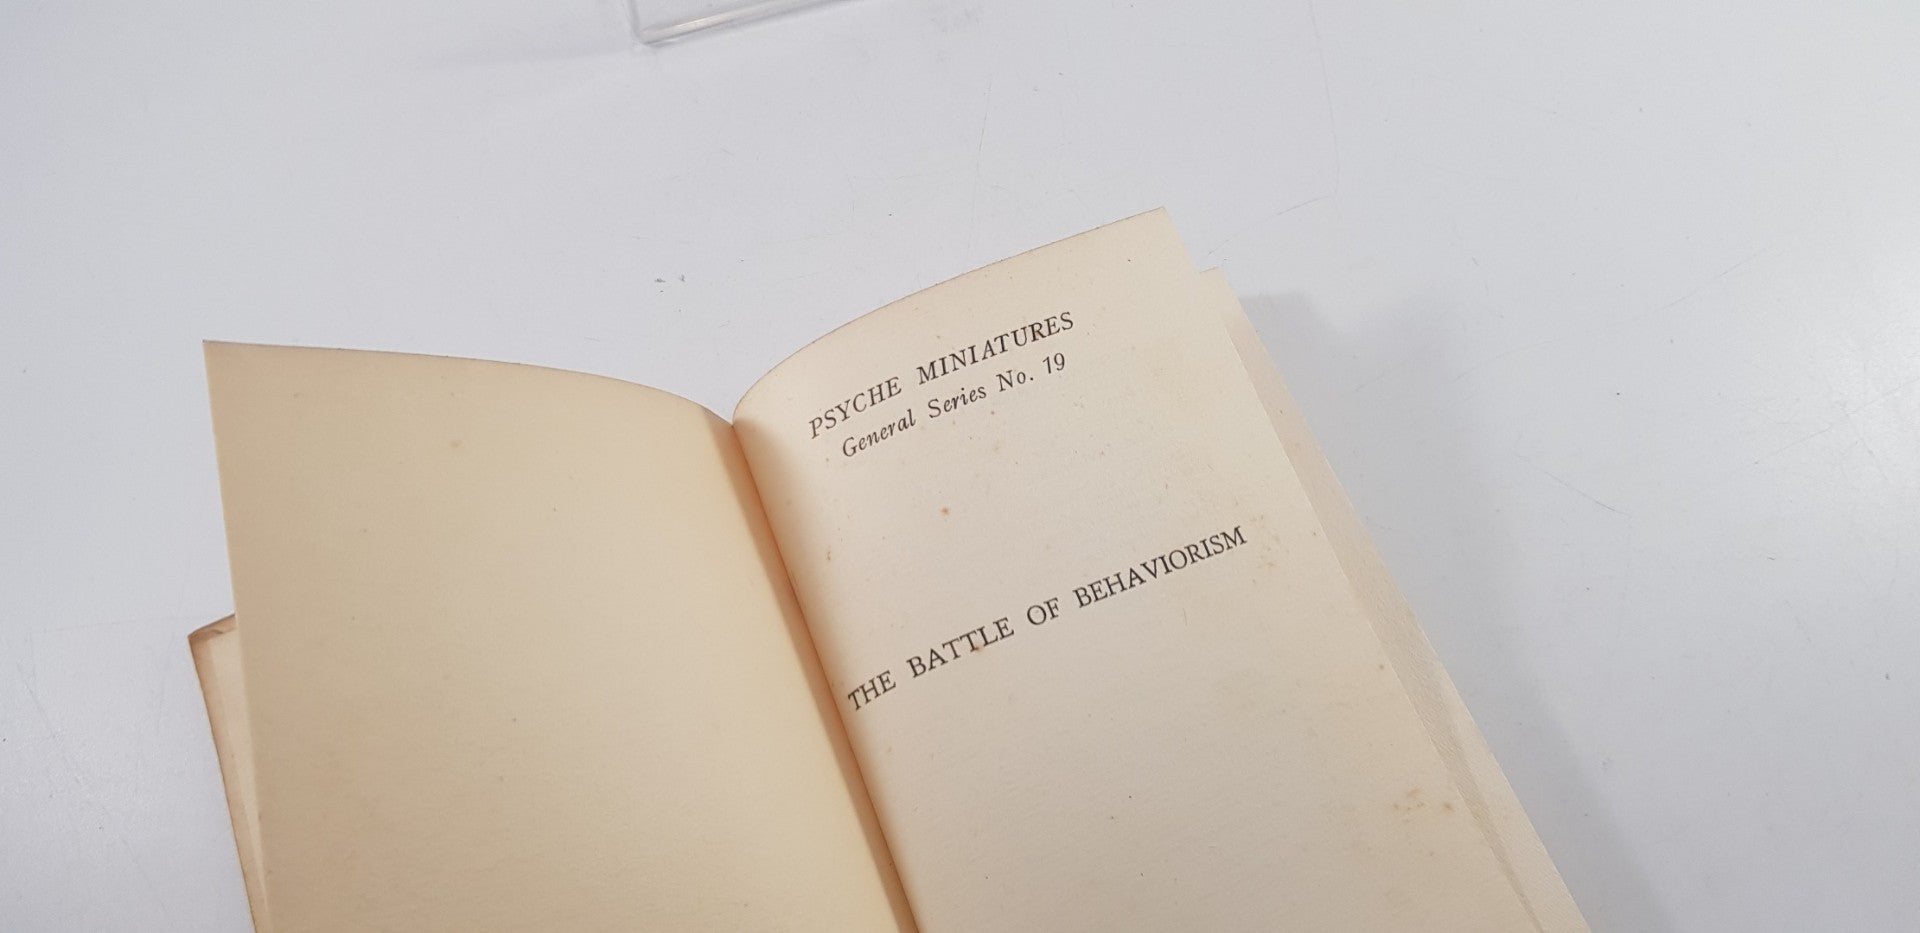 PSYCHE MINIATURES
General Series No. 19
THE BATTLE OF BEHAVIORISM